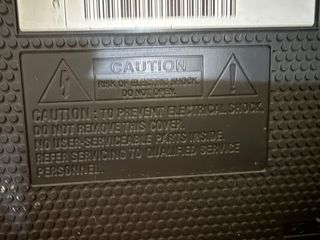 CAUTION
RISK OF ELECTRIC SHOCK.
DO NOT OPEN.
CAUTION : TO PREVENT ELECTRICAL SHOCK,
DO NOT REMOVE THIS COVER.
NO USER-SERVICEABLE PARTS INSIDE.
REFER SERVICING TO QUALIFIED SERVICE
PERSONNEL.